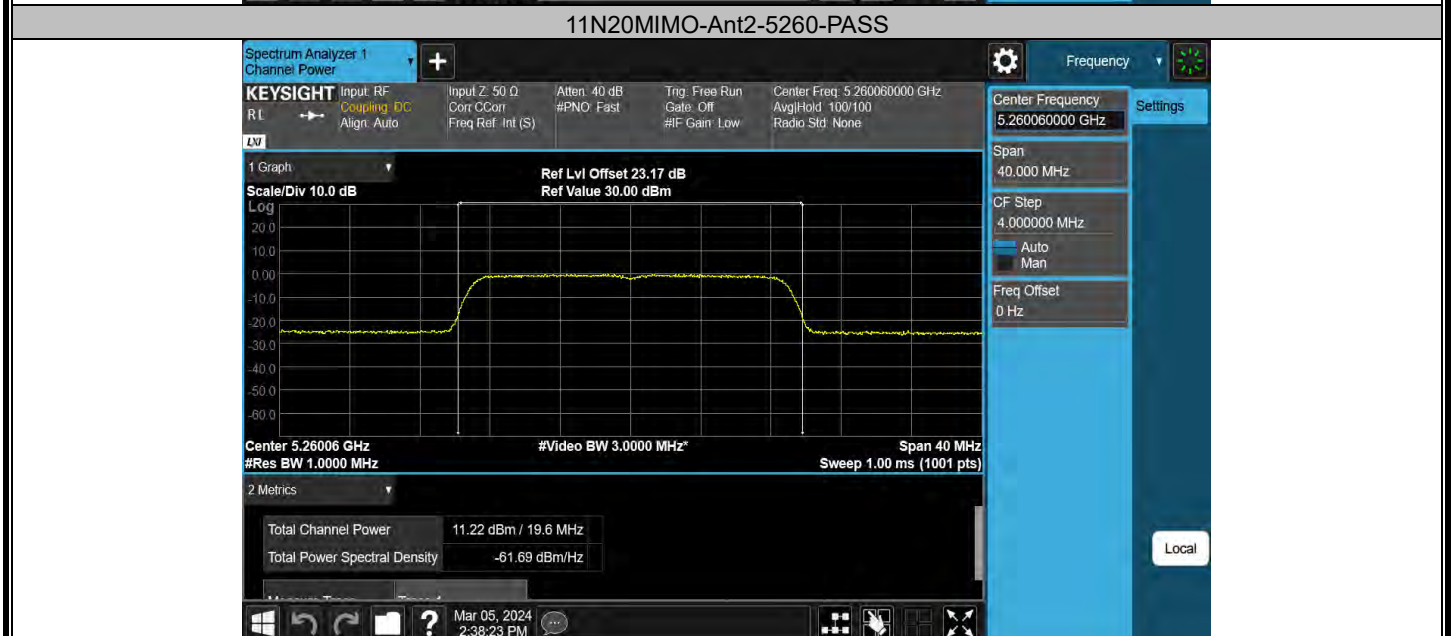 11N20MIMO-Ant2-5260-PASS
Spectrum Analyzer 1
Channel Power
+
Frequency
KEYSIGHT
RL
LXI
Input: RF
Coupling: DC
Align: Auto
Input Z: 50 Ω
Corr CCorr
Freq Ref: Int (S)
Atten: 40 dB
#PNO: Fast
Trig: Free Run
Gate: Off
#IF Gain: Low
Center Freq: 5.260060000 GHz
Avg|Hold: 100/100
Radio Std: None
Center Frequency
5.260060000 GHz
Settings
Span
40.000 MHz
CF Step
4.000000 MHz
Auto
Man
Freq Offset
0 Hz
1 Graph
Scale/Div 10.0 dB
Ref Lvl Offset 23.17 dB
Ref Value 30.00 dBm
Log
20.0
10.0
0.00
-10.0
-20.0
-30.0
-40.0
-50.0
-60.0
Center 5.26006 GHz
#Video BW 3.0000 MHz*
Span 40 MHz
#Res BW 1.0000 MHz
Sweep 1.00 ms (1001 pts)
2 Metrics
Total Channel Power 11.22 dBm / 19.6 MHz
Total Power Spectral Density -61.69 dBm/Hz
Local
?
Mar 05, 2024
2:38:23 PM